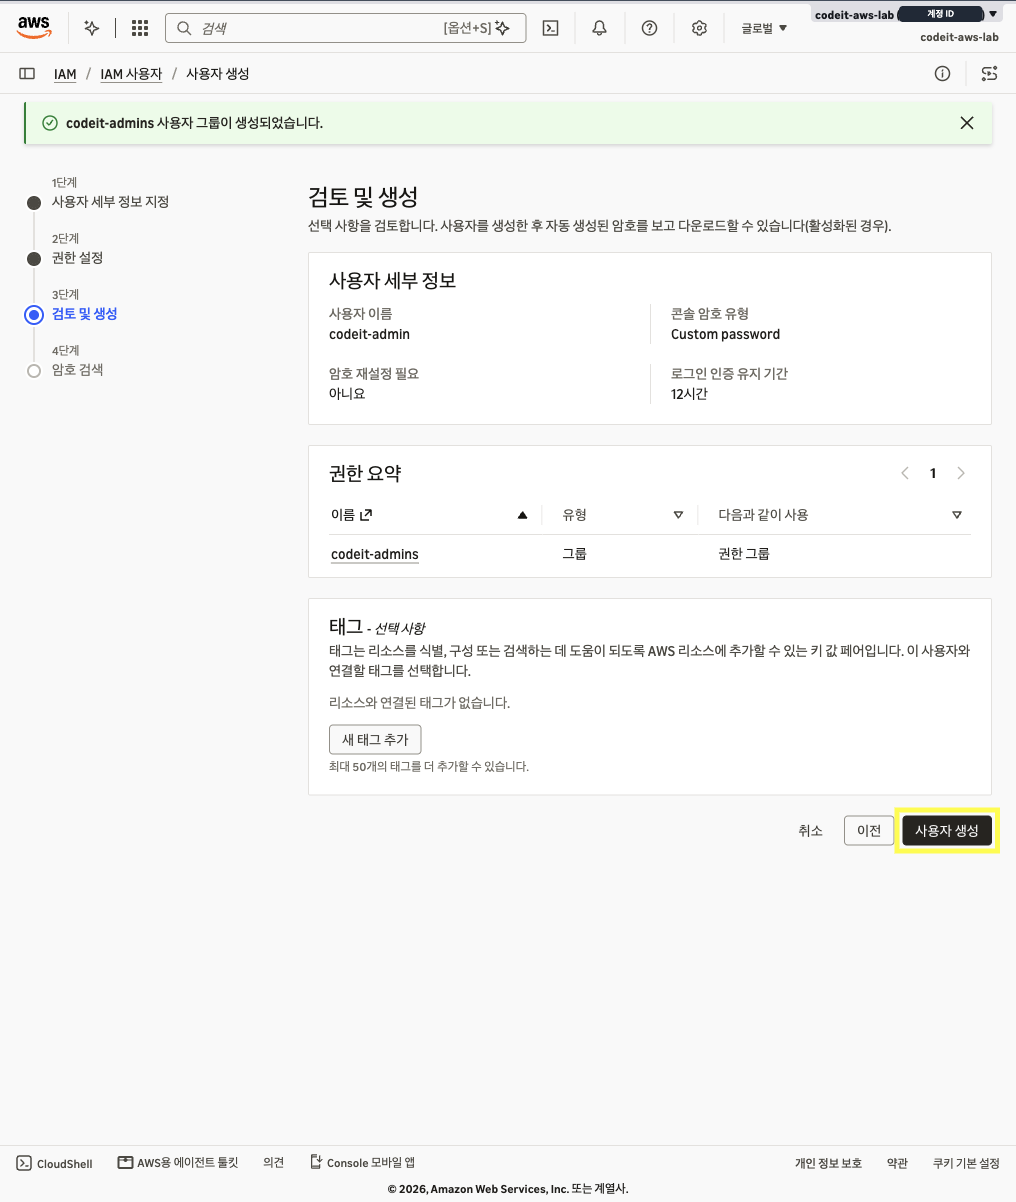 aws
검색
[옵션+S]
글로벌
codeit-aws-lab
계정 ID
codeit-aws-lab
IAM / IAM 사용자 / 사용자 생성
codeit-admins 사용자 그룹이 생성되었습니다.
1단계
사용자 세부 정보 지정
2단계
권한 설정
3단계
검토 및 생성
4단계
암호 검색
검토 및 생성
선택 사항을 검토합니다. 사용자를 생성한 후 자동 생성된 암호를 보고 다운로드할 수 있습니다(활성화된 경우).
사용자 세부 정보
사용자 이름
codeit-admin
콘솔 암호 유형
Custom password
암호 재설정 필요
아니요
로그인 인증 유지 기간
12시간
권한 요약
1
이름
유형
다음과 같이 사용
codeit-admins
그룹
권한 그룹
태그 - 선택 사항
태그는 리소스를 식별, 구성 또는 검색하는 데 도움이 되도록 AWS 리소스에 추가할 수 있는 키 값 페어입니다. 이 사용자와
연결할 태그를 선택합니다.
리소스와 연결된 태그가 없습니다.
새 태그 추가
최대 50개의 태그를 더 추가할 수 있습니다.
취소
이전
사용자 생성
CloudShell
AWS용 에이전트 툴킷
의견
Console 모바일 앱
개인 정보 보호
약관
쿠키 기본 설정
© 2026, Amazon Web Services, Inc. 또는 계열사.